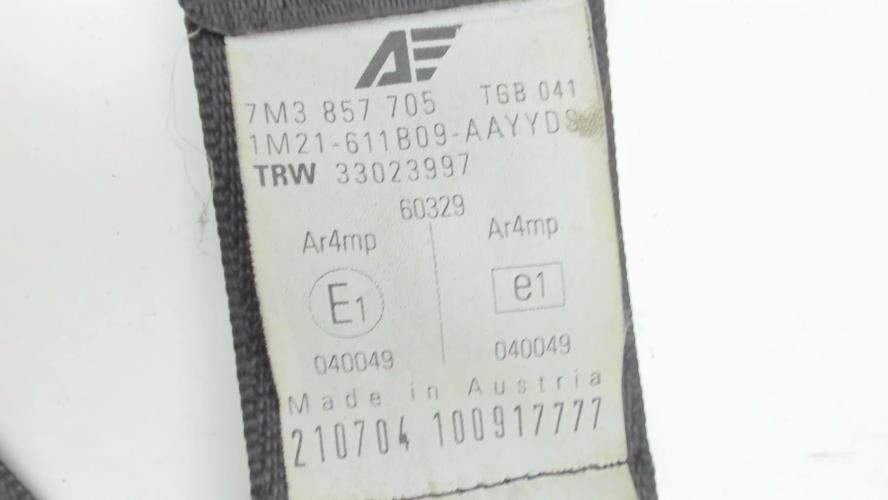 AE
7M3 857 705 TGB 041
1M21-611B09-AAYYDS
TRW 33023997
60329
Ar4mp Ar4mp
E1 e1
040049 040049
Made in Austria
210704 100917777